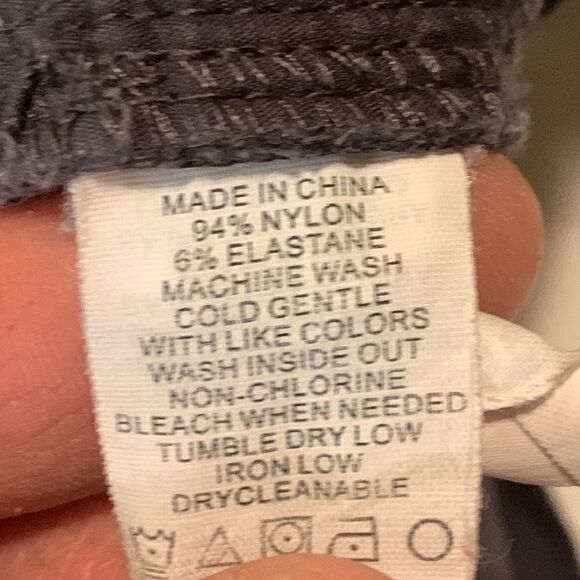 MADE IN CHINA
94% NYLON
6% ELASTANE
MACHINE WASH
COLD GENTLE
WITH LIKE COLORS
WASH INSIDE OUT
NON-CHLORINE
BLEACH WHEN NEEDED
TUMBLE DRY LOW
IRON LOW
DRYCLEANABLE